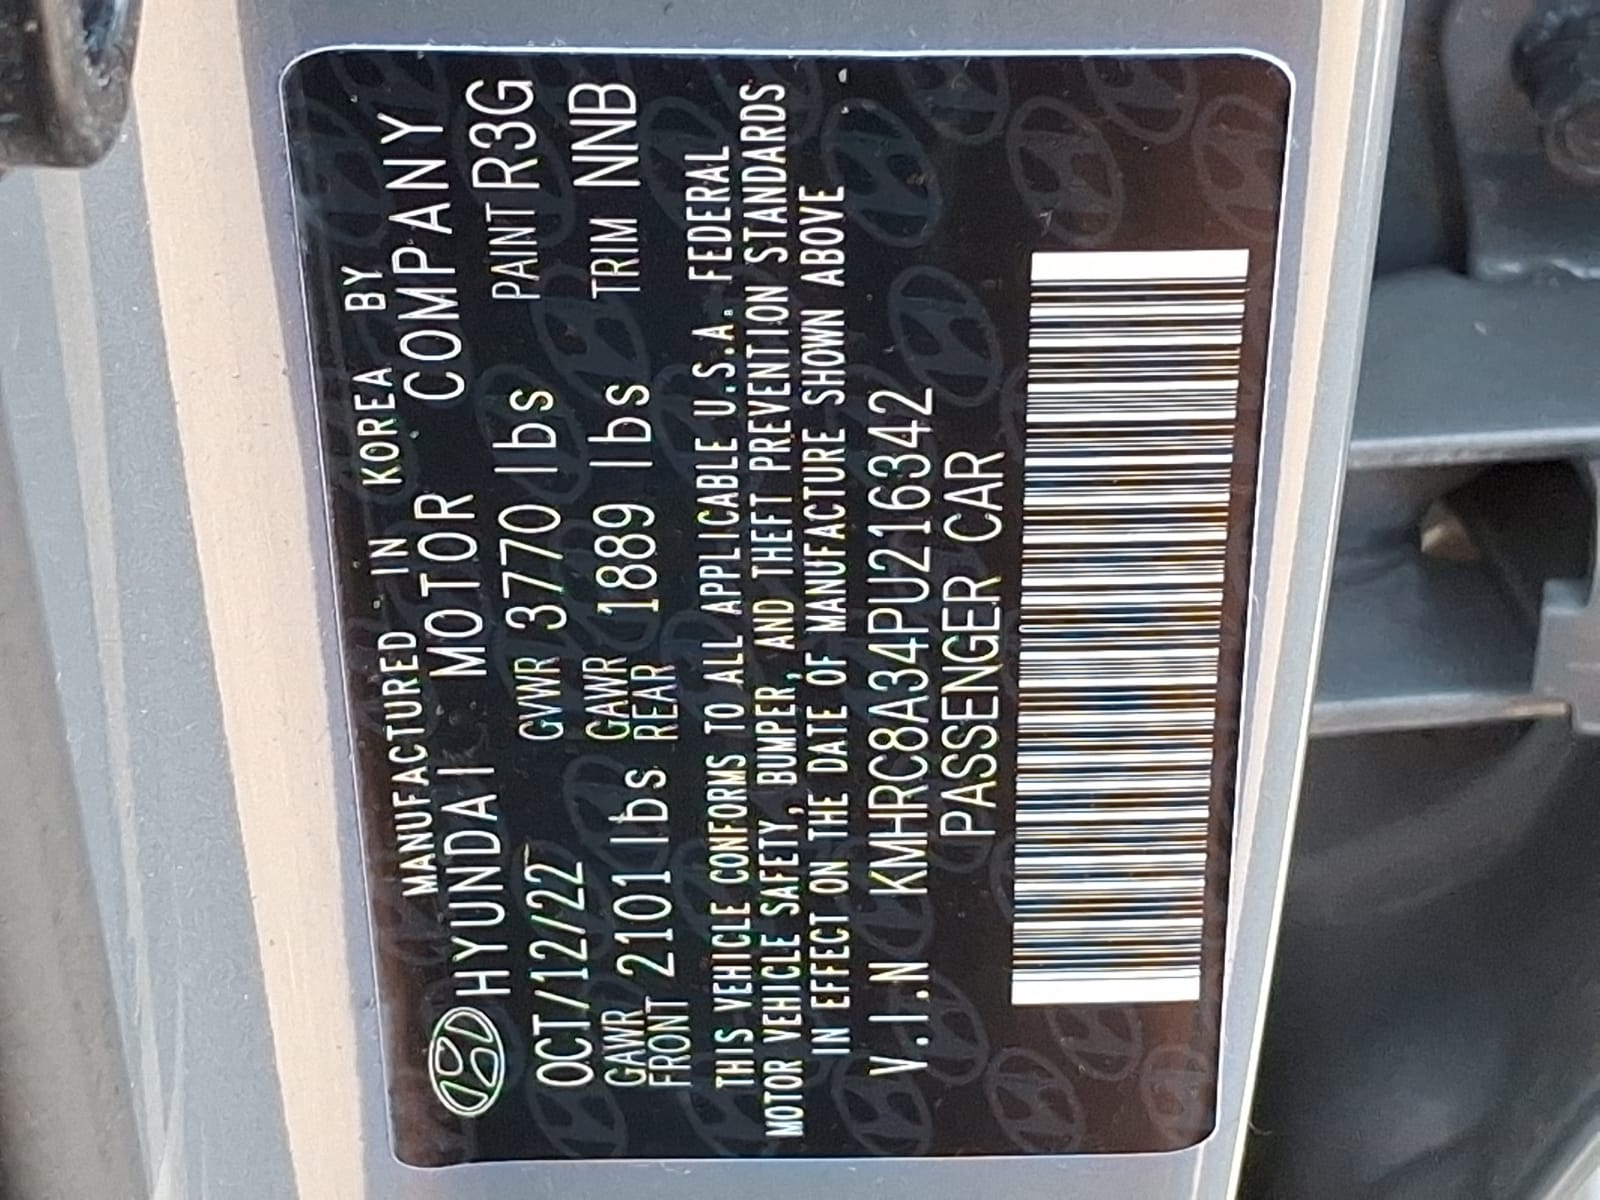 MANUFACTURED IN KOREA BY
HYUNDAI MOTOR COMPANY
OCT/12/22 GVWR 3770 lbs PAINT R3G
GAWR FRONT 2101 lbs GAWR REAR 1889 lbs TRIM NNB
THIS VEHICLE CONFORMS TO ALL APPLICABLE U.S.A. FEDERAL
MOTOR VEHICLE SAFETY, BUMPER, AND THEFT PREVENTION STANDARDS
IN EFFECT ON THE DATE OF MANUFACTURE SHOWN ABOVE
V.I.N KMHRC8A34PU216342
PASSENGER CAR